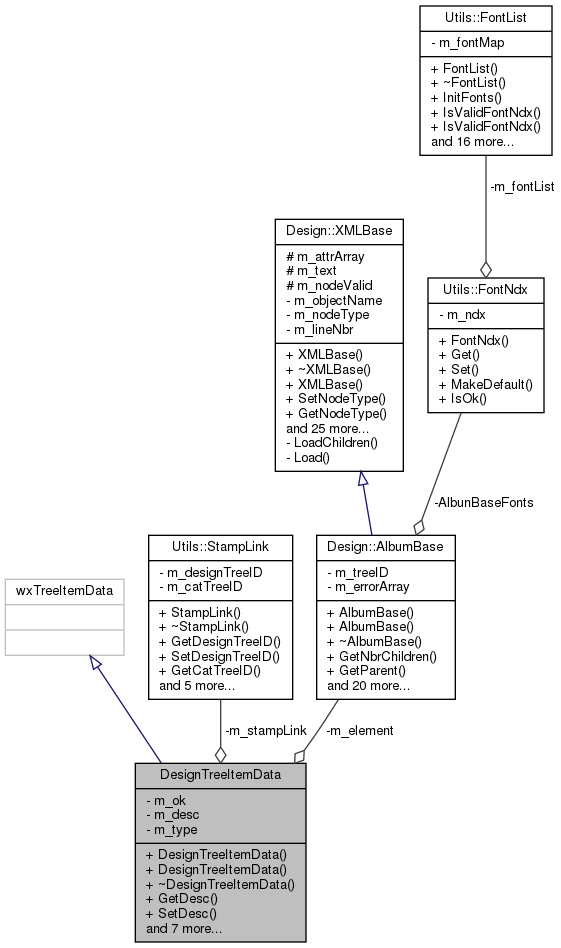 Utils::FontList
- m_fontMap
+ FontList()
+ ~FontList()
+ InitFonts()
+ IsValidFontNdx()
+ IsValidFontNdx()
and 16 more...
-m_fontList
Utils::FontNdx
- m_ndx
+ FontNdx()
+ Get()
+ Set()
+ MakeDefault()
+ IsOk()
-AlbunBaseFonts
Design::XMLBase
# m_attrArray
# m_text
# m_nodeValid
- m_objectName
- m_nodeType
- m_lineNbr
+ XMLBase()
+ ~XMLBase()
+ XMLBase()
+ SetNodeType()
+ GetNodeType()
and 25 more...
- LoadChildren()
- Load()
wxTreeItemData
Utils::StampLink
- m_designTreeID
- m_catTreeID
+ StampLink()
+ ~StampLink()
+ GetDesignTreeID()
+ SetDesignTreeID()
+ GetCatTreeID()
and 5 more...
Design::AlbumBase
- m_treeID
- m_errorArray
+ AlbumBase()
+ AlbumBase()
+ ~AlbumBase()
+ GetNbrChildren()
+ GetParent()
and 20 more...
-m_stampLink
-m_element
DesignTreeItemData
- m_ok
- m_desc
- m_type
+ DesignTreeItemData()
+ DesignTreeItemData()
+ ~DesignTreeItemData()
+ GetDesc()
+ SetDesc()
and 7 more...